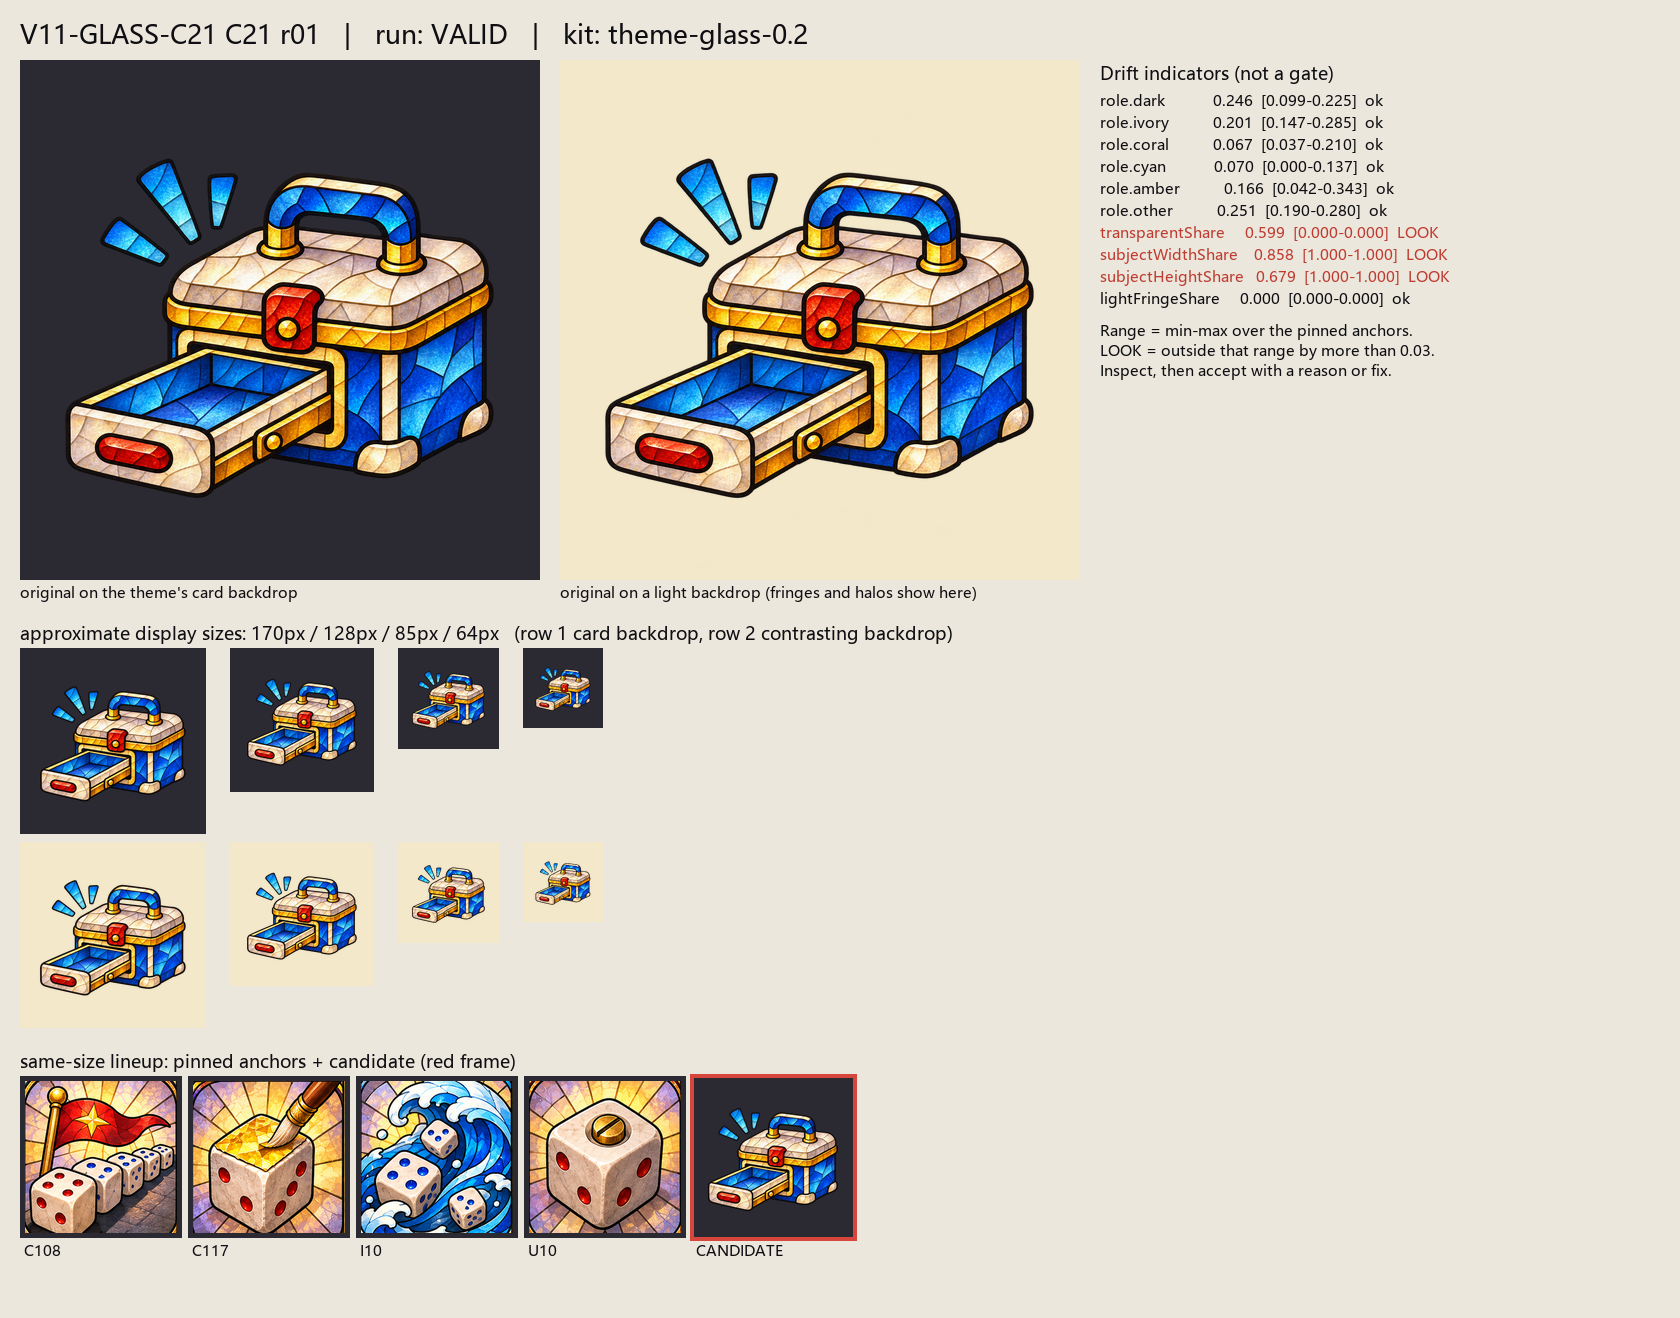 V11-GLASS-C21 C21 r01 | run: VALID | kit: theme-glass-0.2
Drift indicators (not a gate)
role.dark 0.246 [0.099-0.225] ok
role.ivory 0.201 [0.147-0.285] ok
role.coral 0.067 [0.037-0.210] ok
role.cyan 0.070 [0.000-0.137] ok
role.amber 0.166 [0.042-0.343] ok
role.other 0.251 [0.190-0.280] ok
transparentShare 0.599 [0.000-0.000] LOOK
subjectWidthShare 0.858 [1.000-1.000] LOOK
subjectHeightShare 0.679 [1.000-1.000] LOOK
lightFringeShare 0.000 [0.000-0.000] ok
Range = min-max over the pinned anchors.
LOOK = outside that range by more than 0.03.
Inspect, then accept with a reason or fix.
original on the theme's card backdrop
original on a light backdrop (fringes and halos show here)
approximate display sizes: 170px / 128px / 85px / 64px (row 1 card backdrop, row 2 contrasting backdrop)
same-size lineup: pinned anchors + candidate (red frame)
C108
C117
I10
U10
CANDIDATE